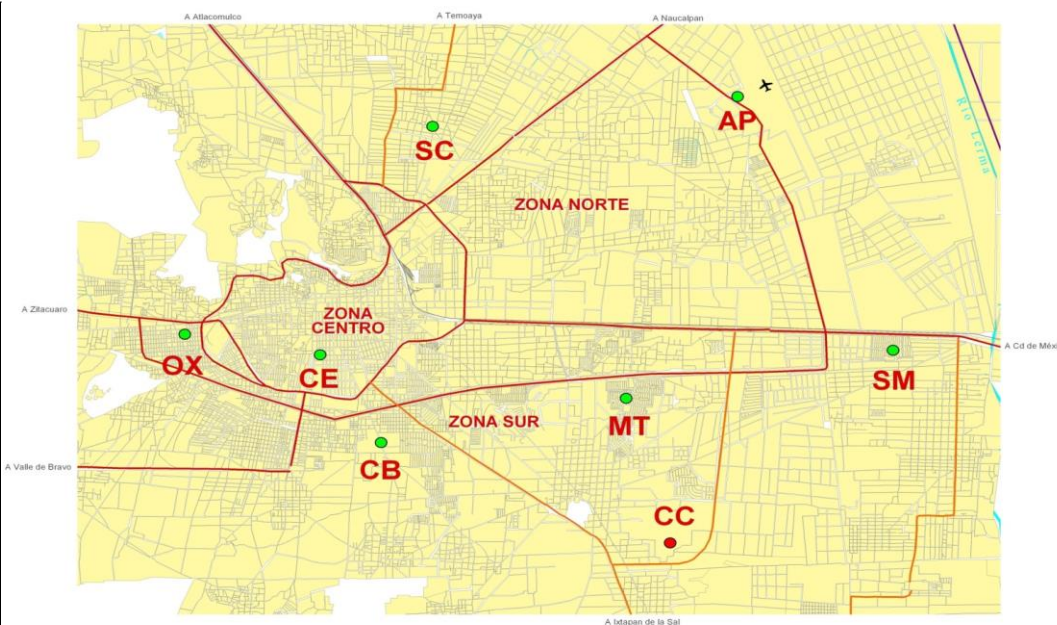 A Atlacomulco
A Temoaya
A Naucalpan
AP
SC
Río Lerma
ZONA NORTE
A Zitacuaro
ZONA
CENTRO
A Cd de Méxi
OX
CE
SM
MT
ZONA SUR
CB
A Valle de Bravo
CC
A Ixtapan de la Sal